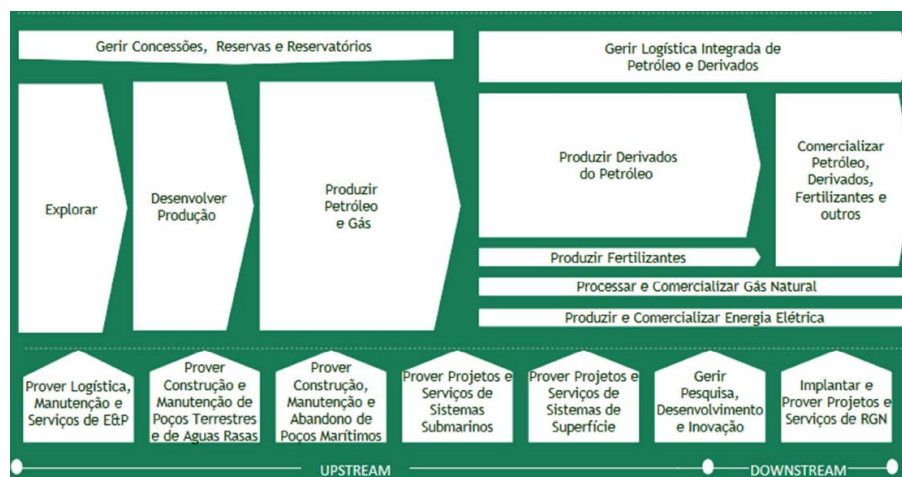 Gerir Concessões, Reservas e Reservatórios
Gerir Logística Integrada de
Petróleo e Derivados
Explorar
Desenvolver
Produção
Produzir
Petróleo
e Gás
Produzir Derivados
do Petróleo
Comercializar
Petróleo,
Derivados,
Fertilizantes e
outros
Produzir Fertilizantes
Processar e Comercializar Gás Natural
Produzir e Comercializar Energia Elétrica
Prover Logística,
Manutenção e
Serviços de E&P
Prover
Construção e
Manutenção de
Poços Terrestres
e de Aguas Rasas
Prover
Construção,
Manutenção e
Abandono de
Poços Marítimos
Prover Projetos e
Serviços de
Sistemas
Submarinos
Prover Projetos e
Serviços de
Sistemas de
Superfície
Gerir
Pesquisa,
Desenvolvimento
e Inovação
Implantar e
Prover Projetos e
Serviços de RGN
UPSTREAM
DOWNSTREAM